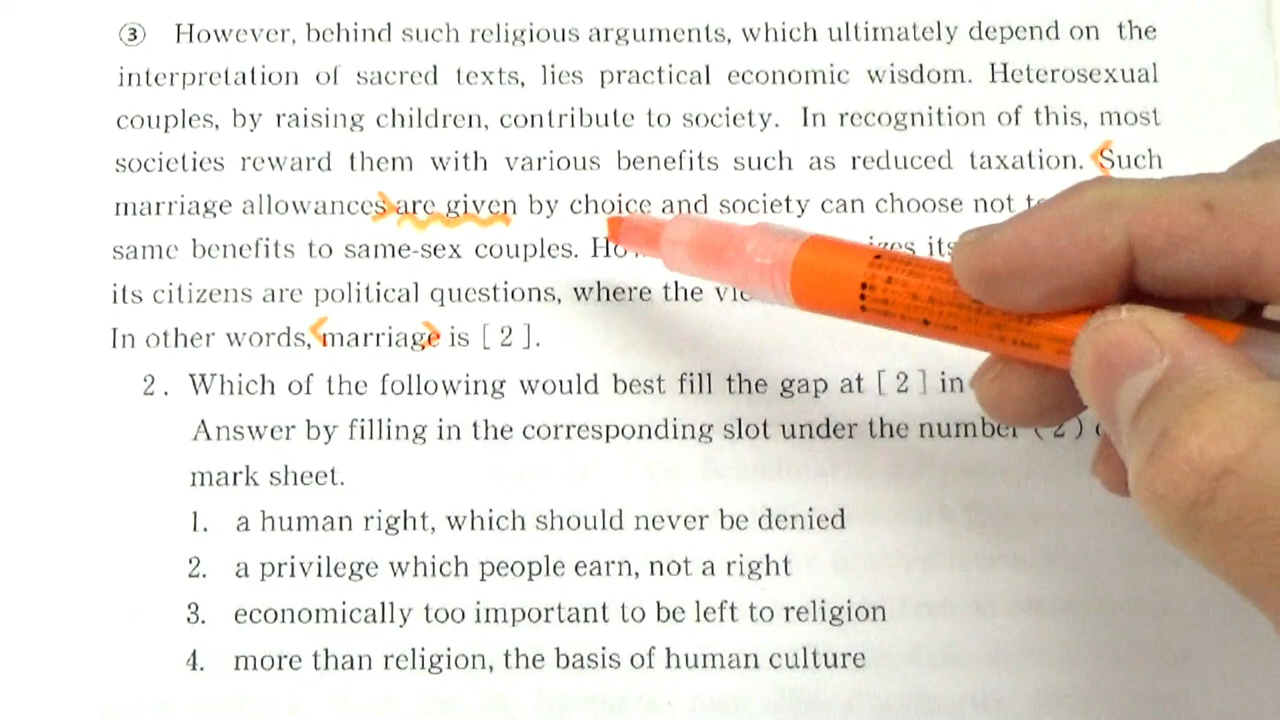 ③ However, behind such religious arguments, which ultimately depend on the
interpretation of sacred texts, lies practical economic wisdom. Heterosexual
couples, by raising children, contribute to society. In recognition of this, most
societies reward them with various benefits such as reduced taxation. Such
marriage allowances are given by choice and society can choose not
same benefits to same-sex couples.
its citizens are political questions, where the
In other words, marriage is [ 2 ].
2. Which of the following would best fill the gap at [ 2 ] in
Answer by filling in the corresponding slot under the number (2)
mark sheet.
1. a human right, which should never be denied
2. a privilege which people earn, not a right
3. economically too important to be left to religion
4. more than religion, the basis of human culture